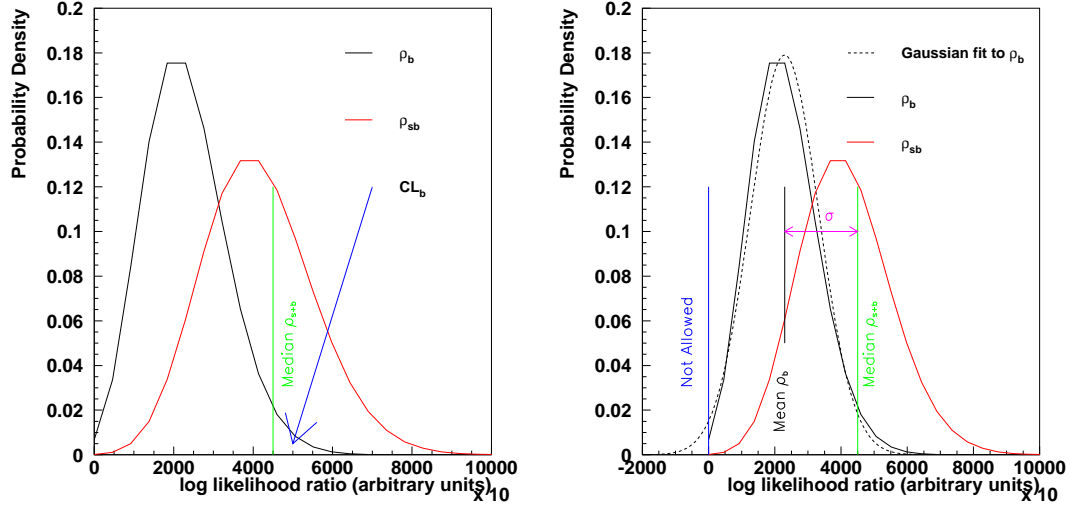 Probability Density
0.2
0.18
0.16
0.14
0.12
0.1
0.08
0.06
0.04
0.02
0
0
2000
4000
6000
8000
10000
x 10
log likelihood ratio (arbitrary units)
ρb
ρsb
CLb
Median ρs+b
Probability Density
0.2
0.18
0.16
0.14
0.12
0.1
0.08
0.06
0.04
0.02
0
-2000
0
2000
4000
6000
8000
10000
x 10
log likelihood ratio (arbitrary units)
Gaussian fit to ρb
ρb
ρsb
σ
Not Allowed
Mean ρb
Median ρs+b